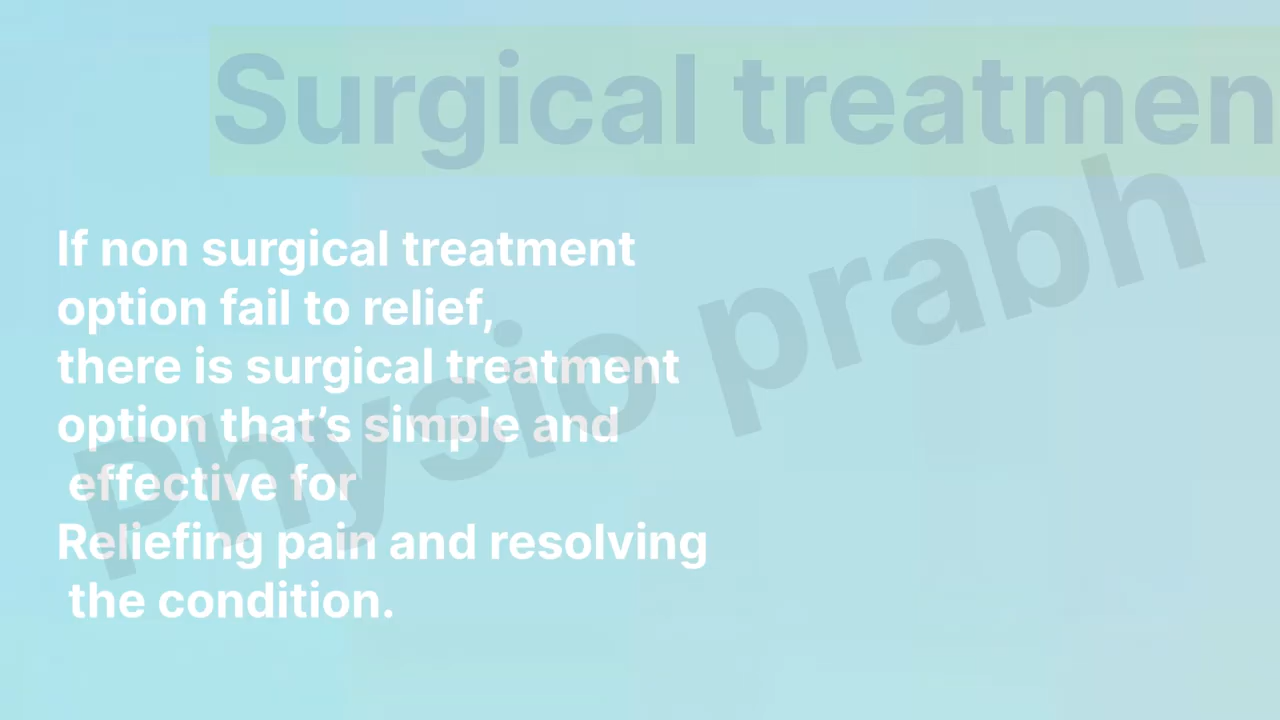 Surgical treatmen
If non surgical treatment
option fail to relief,
there is surgical treatment
option that’s simple and
effective for
Reliefing pain and resolving
the condition.
Physio prabh